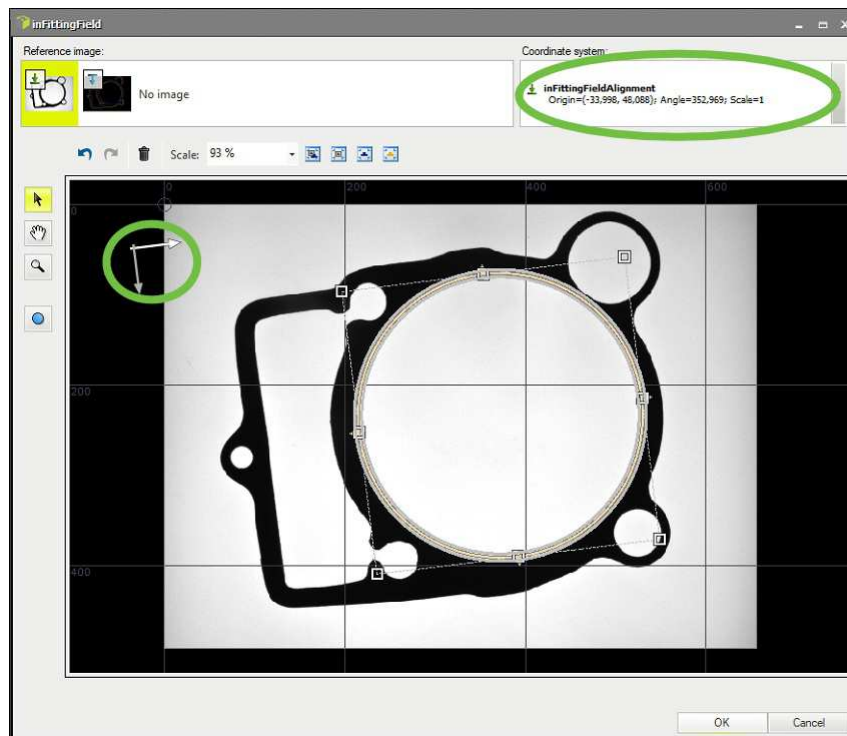 inFittingField
Reference image:
Coordinate system:
No image
inFittingFieldAlignment
Origin=(-33,998, 48,088); Angle=352,969; Scale=1
Scale: 93 %
0 200 400 600
0
200
400
OK Cancel